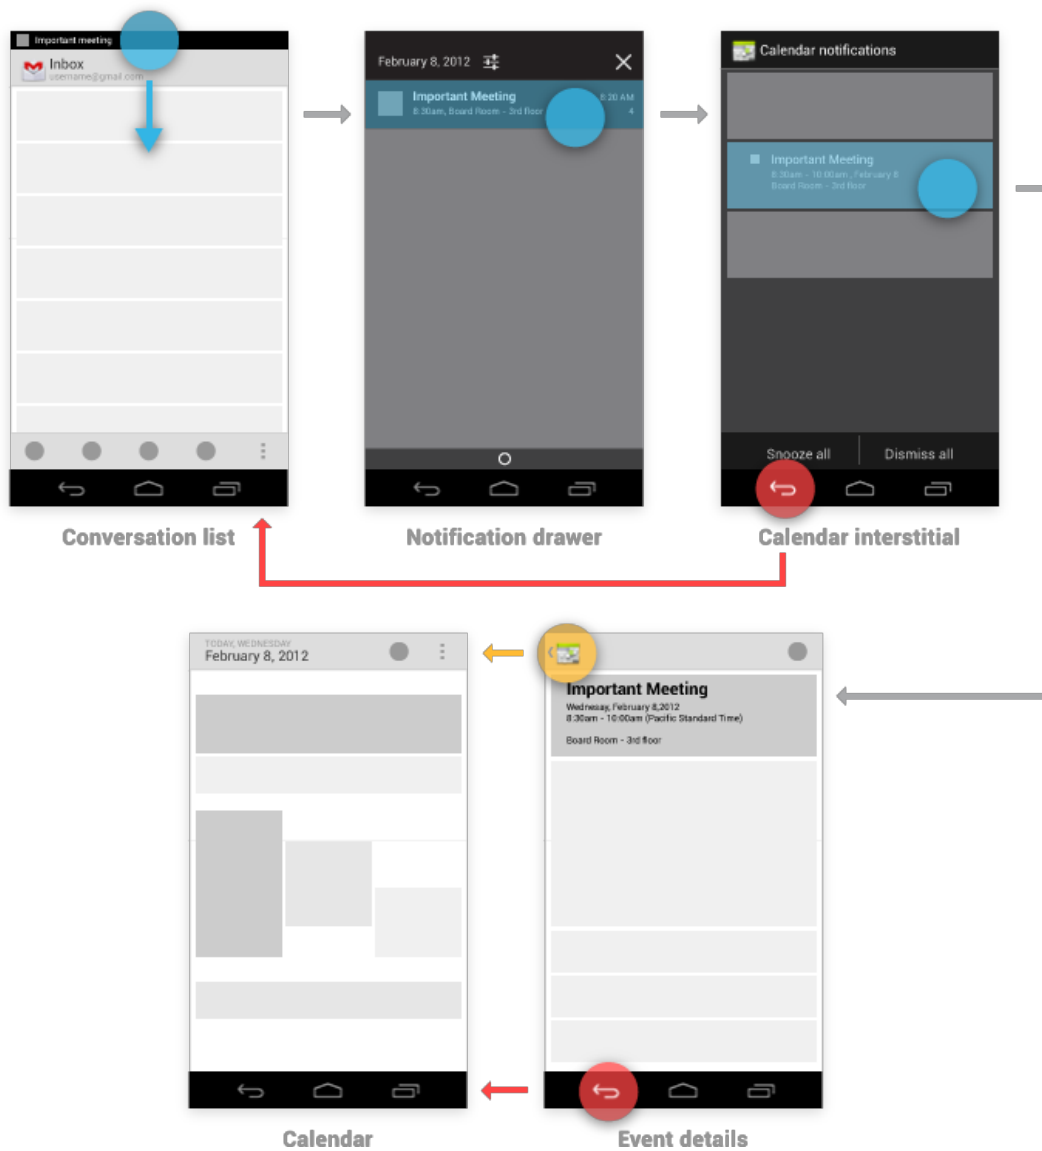 Important meeting
Inbox
username@gmail.com
Conversation list
February 8, 2012
Important Meeting
8:20 AM
8:30am, Board Room - 3rd floor
4
Notification drawer
Calendar notifications
Important Meeting
8:30am - 10:00am, February 8
Board Room - 3rd floor
Snooze all
Dismiss all
Calendar interstitial
TODAY, WEDNESDAY
February 8, 2012
Calendar
Important Meeting
Wednesay, February 8,2012
8:30am - 10:00am (Pacific Standard Time)
Board Room - 3rd floor
Event details